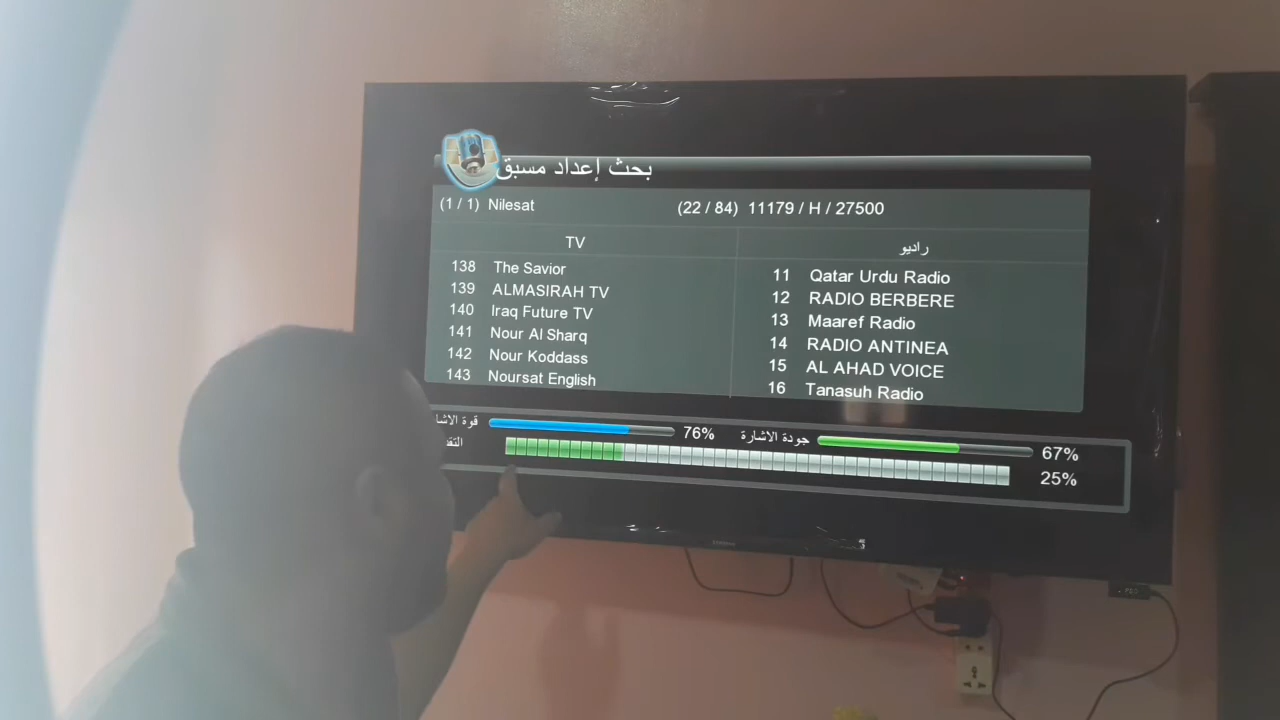 بحث إعداد مسبق
(1 / 1) Nilesat (22 / 84) 11179 / H / 27500
TV راديو
138 The Savior 11 Qatar Urdu Radio
139 ALMASIRAH TV 12 RADIO BERBERE
140 Iraq Future TV 13 Maaref Radio
141 Nour Al Sharq 14 RADIO ANTINEA
142 Nour Koddass 15 AL AHAD VOICE
143 Noursat English 16 Tanasuh Radio
قوة الاشا 76% جودة الاشارة 67%
التقد 25%